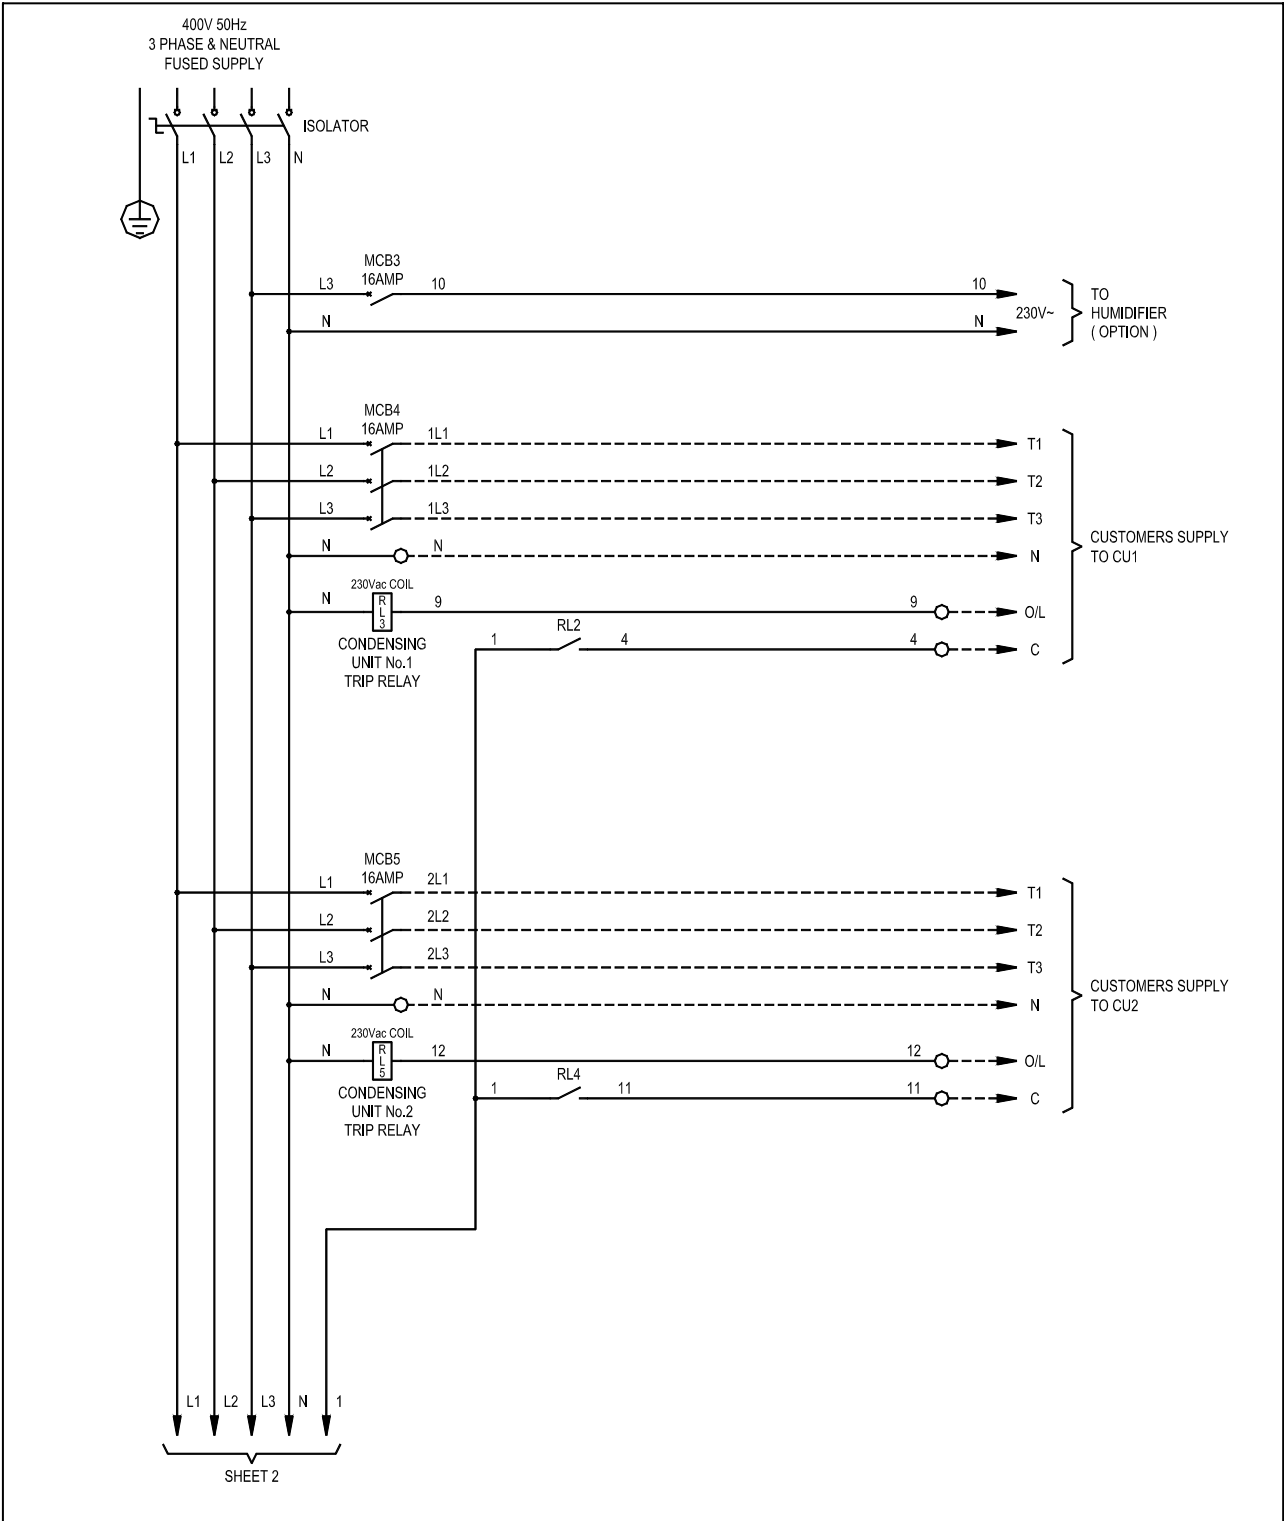 400V 50Hz
3 PHASE & NEUTRAL
FUSED SUPPLY
ISOLATOR
L1 L2 L3 N
MCB3
16AMP
L3 10 10
230V~
N N
TO
HUMIDIFIER
( OPTION )
MCB4
16AMP
L1 1L1 T1
L2 1L2 T2
L3 1L3 T3
N N N
CUSTOMERS SUPPLY
TO CU1
230Vac COIL
N RL3 9 9 O/L
CONDENSING
UNIT No.1
TRIP RELAY
1 RL2 4 4 C
MCB5
16AMP
L1 2L1 T1
L2 2L2 T2
L3 2L3 T3
N N N
CUSTOMERS SUPPLY
TO CU2
230Vac COIL
N RL5 12 12 O/L
CONDENSING
UNIT No.2
TRIP RELAY
1 RL4 11 11 C
L1 L2 L3 N 1
SHEET 2